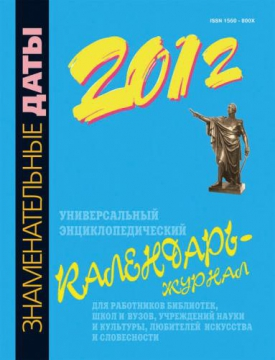 ISSN 1560-800X
ЗНАМЕНАТЕЛЬНЫЕ ДАТЫ
2012
УНИВЕРСАЛЬНЫЙ
ЭНЦИКЛОПЕДИЧЕСКИЙ
КАЛЕНДАРЬ-
ЖУРНАЛ
ДЛЯ РАБОТНИКОВ БИБЛИОТЕК,
ШКОЛ И ВУЗОВ, УЧРЕЖДЕНИЙ НАУКИ
И КУЛЬТУРЫ, ЛЮБИТЕЛЕЙ ИСКУССТВА
И СЛОВЕСНОСТИ